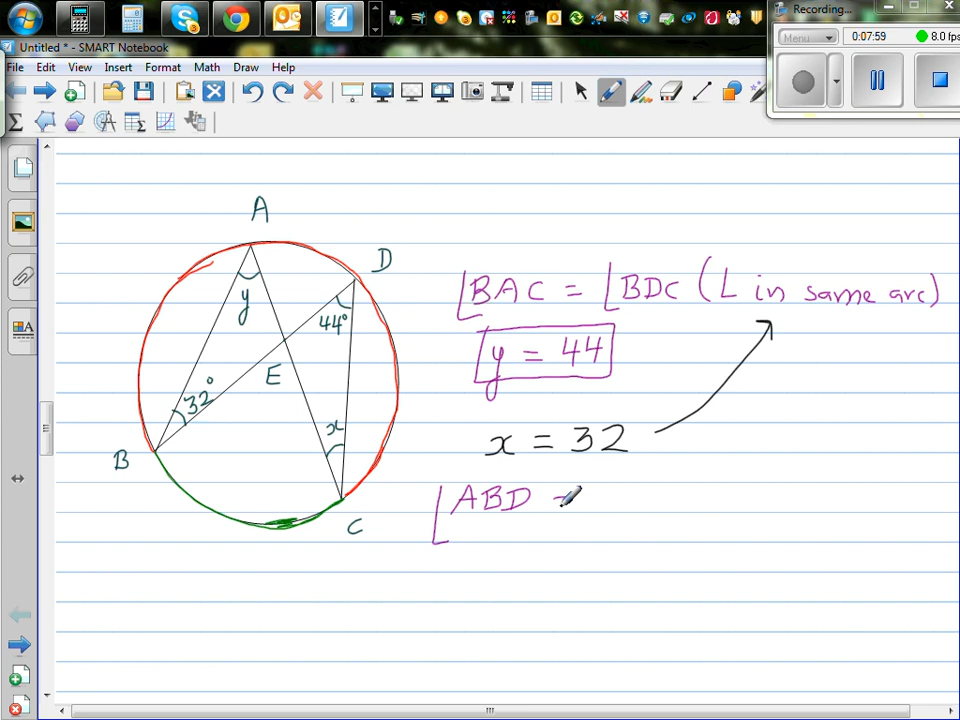 Recording...
Menu
0:07:59
8.0 fps
Untitled * - SMART Notebook
File Edit View Insert Format Math Draw Help
A
D
y
44°
E
32°
x
B
C
∠BAC = ∠BDC (∠ in same arc)
y = 44
x = 32
∠ABD =